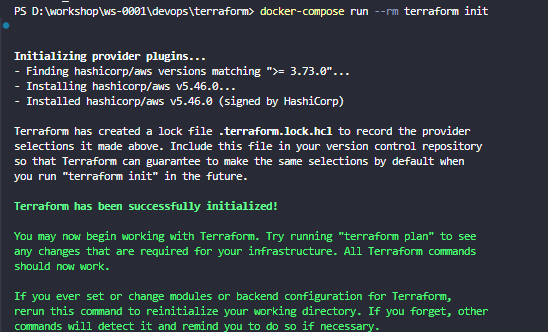 PS D:\workshop\ws-0001\devops\terraform> docker-compose run --rm terraform init
Initializing provider plugins...
- Finding hashicorp/aws versions matching ">= 3.73.0"...
- Installing hashicorp/aws v5.46.0...
- Installed hashicorp/aws v5.46.0 (signed by HashiCorp)
Terraform has created a lock file .terraform.lock.hcl to record the provider
selections it made above. Include this file in your version control repository
so that Terraform can guarantee to make the same selections by default when
you run "terraform init" in the future.
Terraform has been successfully initialized!
You may now begin working with Terraform. Try running "terraform plan" to see
any changes that are required for your infrastructure. All Terraform commands
should now work.
If you ever set or change modules or backend configuration for Terraform,
rerun this command to reinitialize your working directory. If you forget, other
commands will detect it and remind you to do so if necessary.